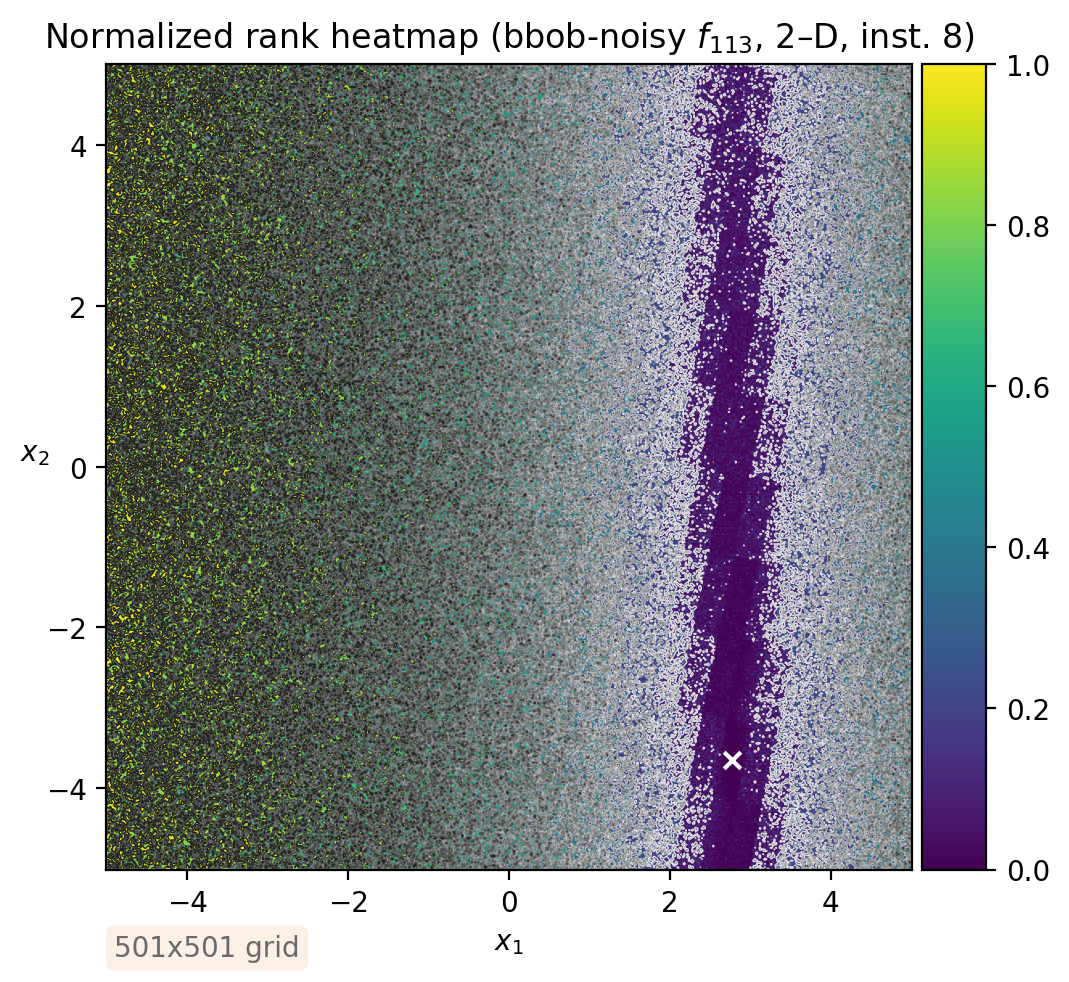 Normalized rank heatmap (bbob-noisy f₁₁₃, 2–D, inst. 8)
1.0
4
0.8
2
0.6
x₂
0
0.4
−2
0.2
−4
0.0
−4 −2 0 2 4
x₁
501x501 grid